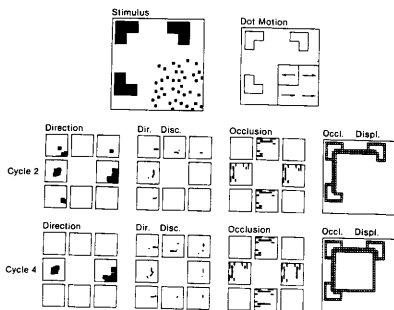 Stimulus
Dot Motion
Direction Dir. Disc. Occlusion Occl. Displ.
Cycle 2
Direction Dir. Disc. Occlusion Occl. Displ.
Cycle 4